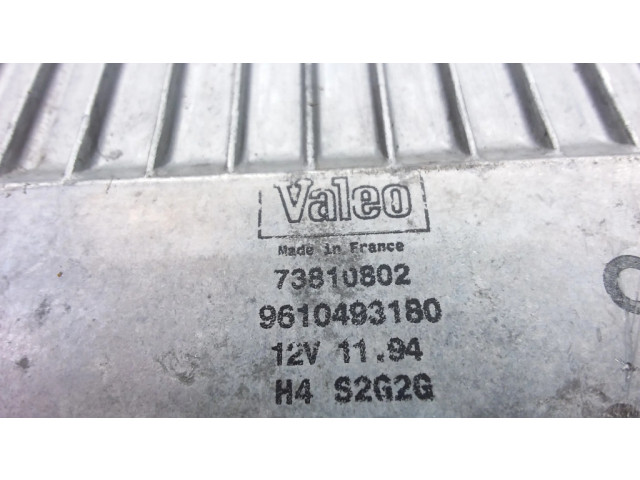 Valeo
Made in France
73810802
9610493180
12V 11.94
H4 S2G2G